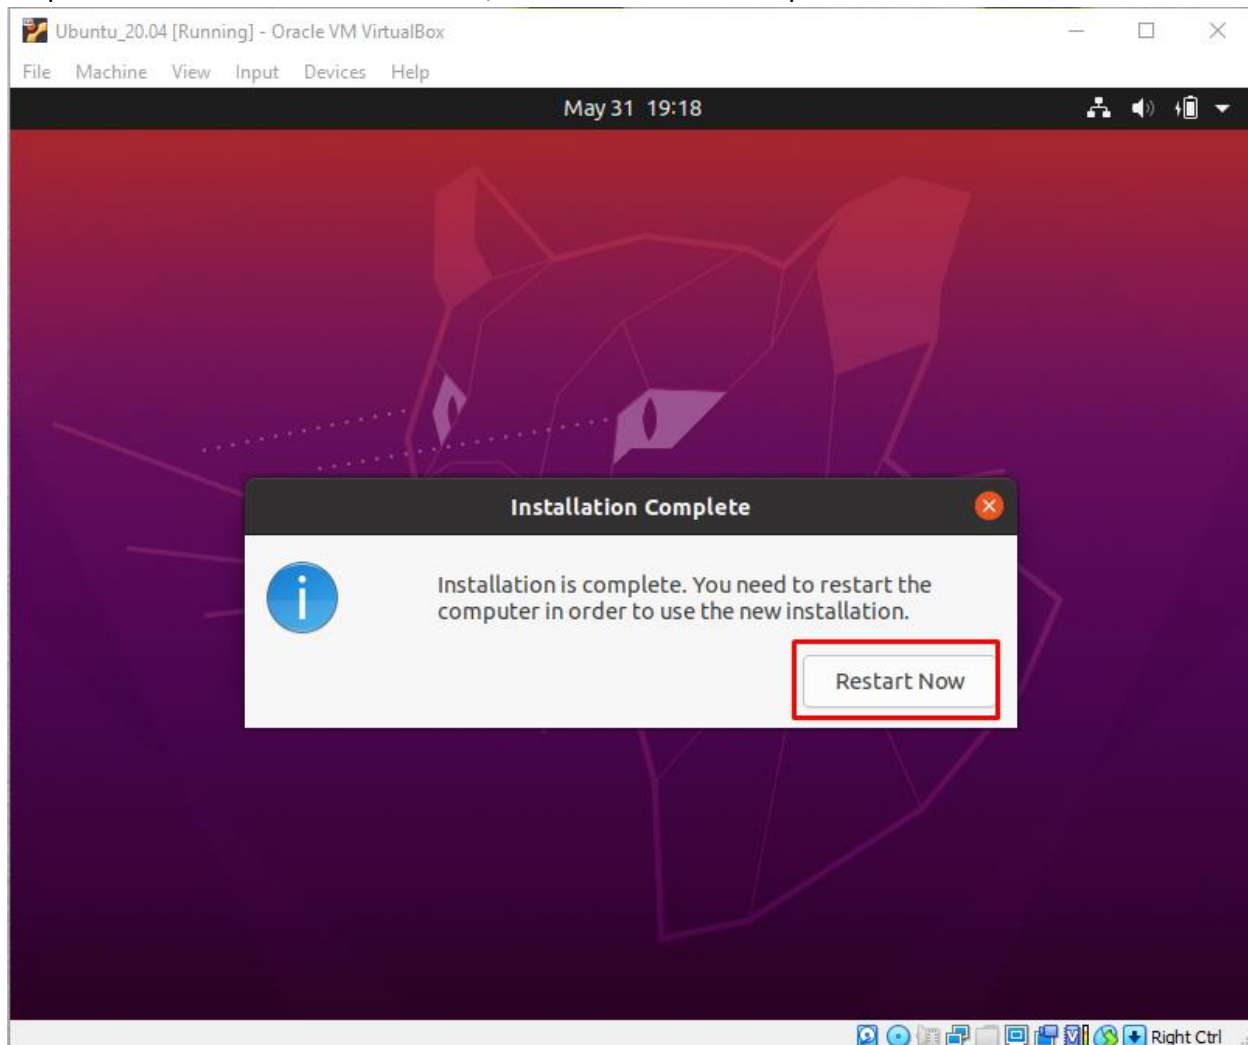 Ubuntu_20.04 [Running] - Oracle VM VirtualBox
File Machine View Input Devices Help
May 31 19:18
Installation Complete
Installation is complete. You need to restart the
computer in order to use the new installation.
Restart Now
Right Ctrl